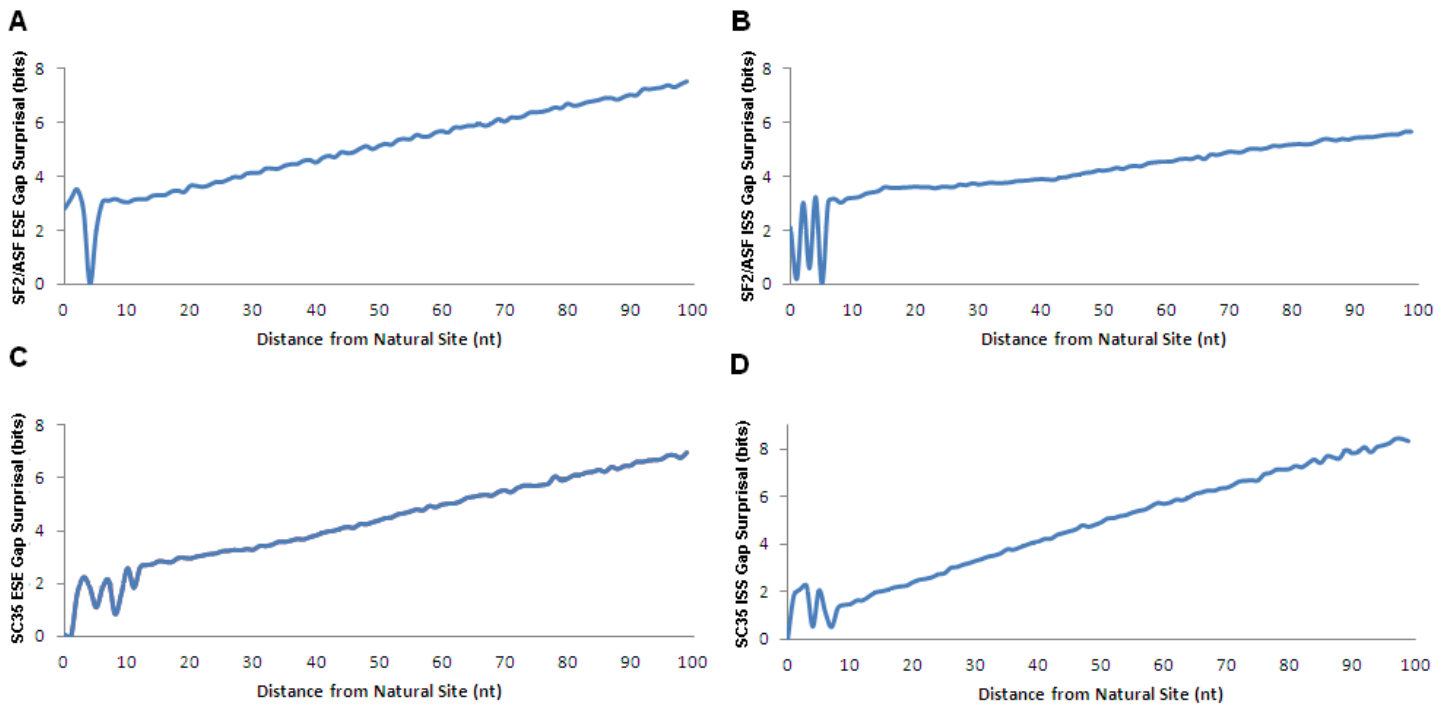 A
SF2/ASF ESE Gap Surprisal (bits)
8
6
4
2
0
0 10 20 30 40 50 60 70 80 90 100
Distance from Natural Site (nt)
B
SF2/ASF ISS Gap Surprisal (bits)
8
6
4
2
0
0 10 20 30 40 50 60 70 80 90 100
Distance from Natural Site (nt)
C
SC35 ESE Gap Surprisal (bits)
8
6
4
2
0
0 10 20 30 40 50 60 70 80 90 100
Distance from Natural Site (nt)
D
SC35 ISS Gap Surprisal (bits)
8
6
4
2
0
0 10 20 30 40 50 60 70 80 90 100
Distance from Natural Site (nt)